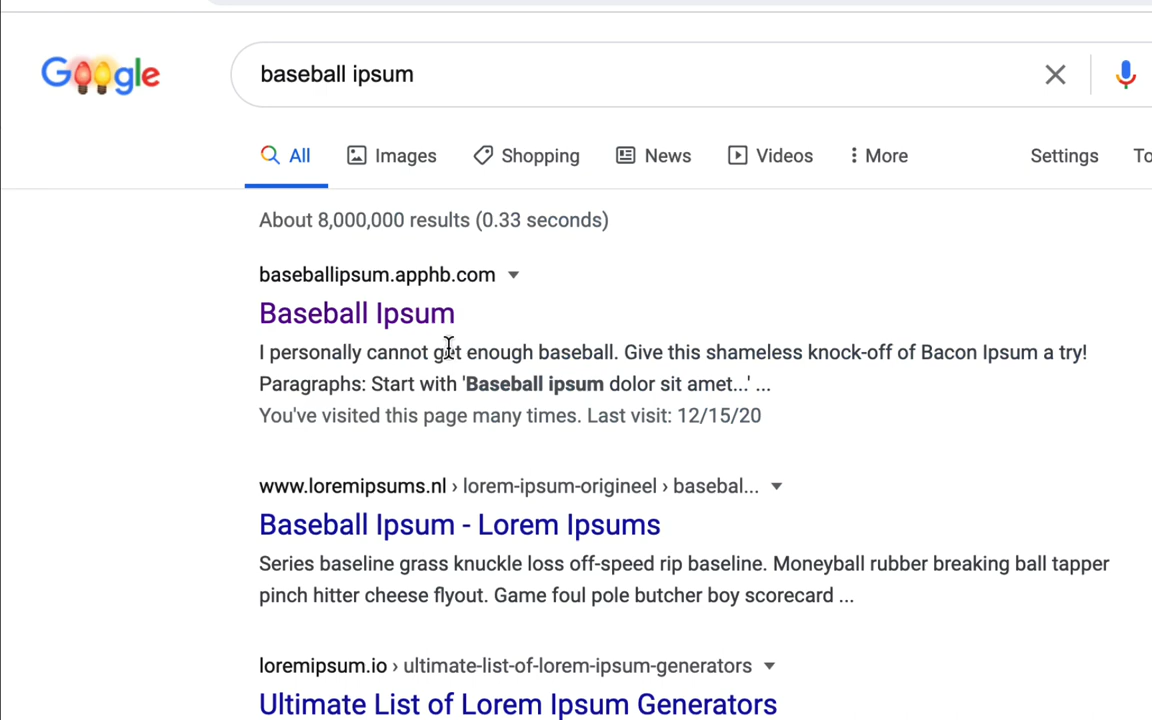 Google
baseball ipsum
All Images Shopping News Videos More Settings To
About 8,000,000 results (0.33 seconds)
baseballipsum.apphb.com
Baseball Ipsum
I personally cannot get enough baseball. Give this shameless knock-off of Bacon Ipsum a try!
Paragraphs: Start with 'Baseball ipsum dolor sit amet...' ...
You've visited this page many times. Last visit: 12/15/20
www.loremipsums.nl › lorem-ipsum-origineel › basebal...
Baseball Ipsum - Lorem Ipsums
Series baseline grass knuckle loss off-speed rip baseline. Moneyball rubber breaking ball tapper
pinch hitter cheese flyout. Game foul pole butcher boy scorecard ...
loremipsum.io › ultimate-list-of-lorem-ipsum-generators
Ultimate List of Lorem Ipsum Generators